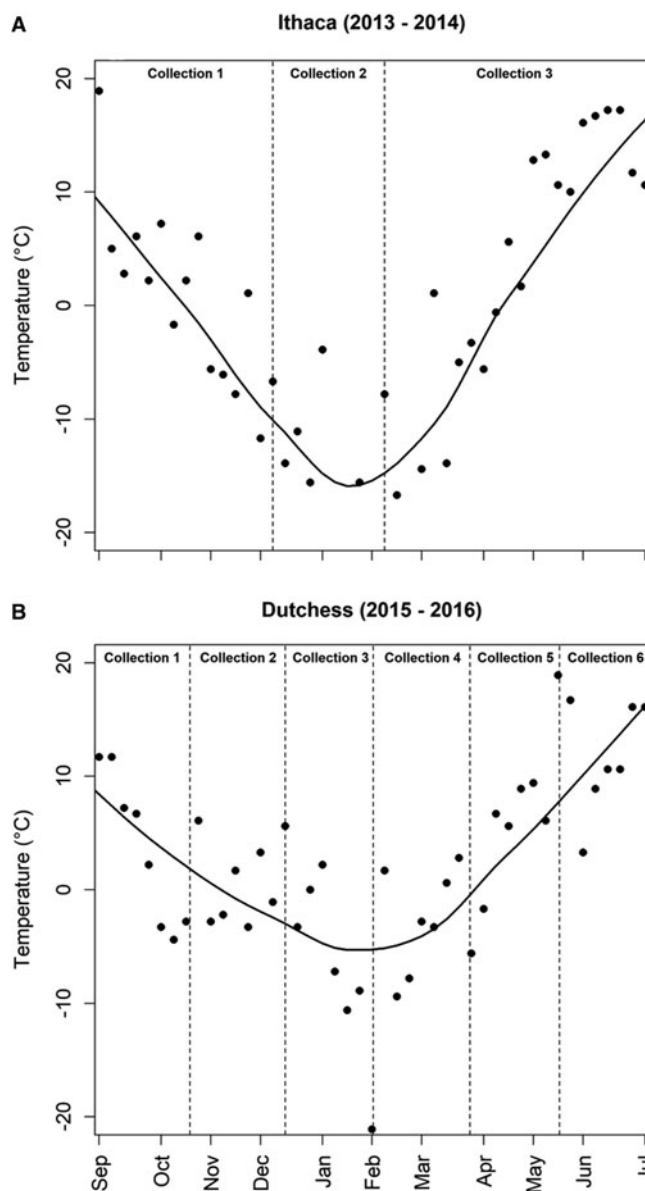 A
Ithaca (2013 - 2014)
Collection 1 Collection 2 Collection 3
20
10
0
-10
-20
Temperature (°C)
B
Dutchess (2015 - 2016)
Collection 1 Collection 2 Collection 3 Collection 4 Collection 5 Collection 6
20
10
0
-10
-20
Temperature (°C)
Sep Oct Nov Dec Jan Feb Mar Apr May Jun Jul